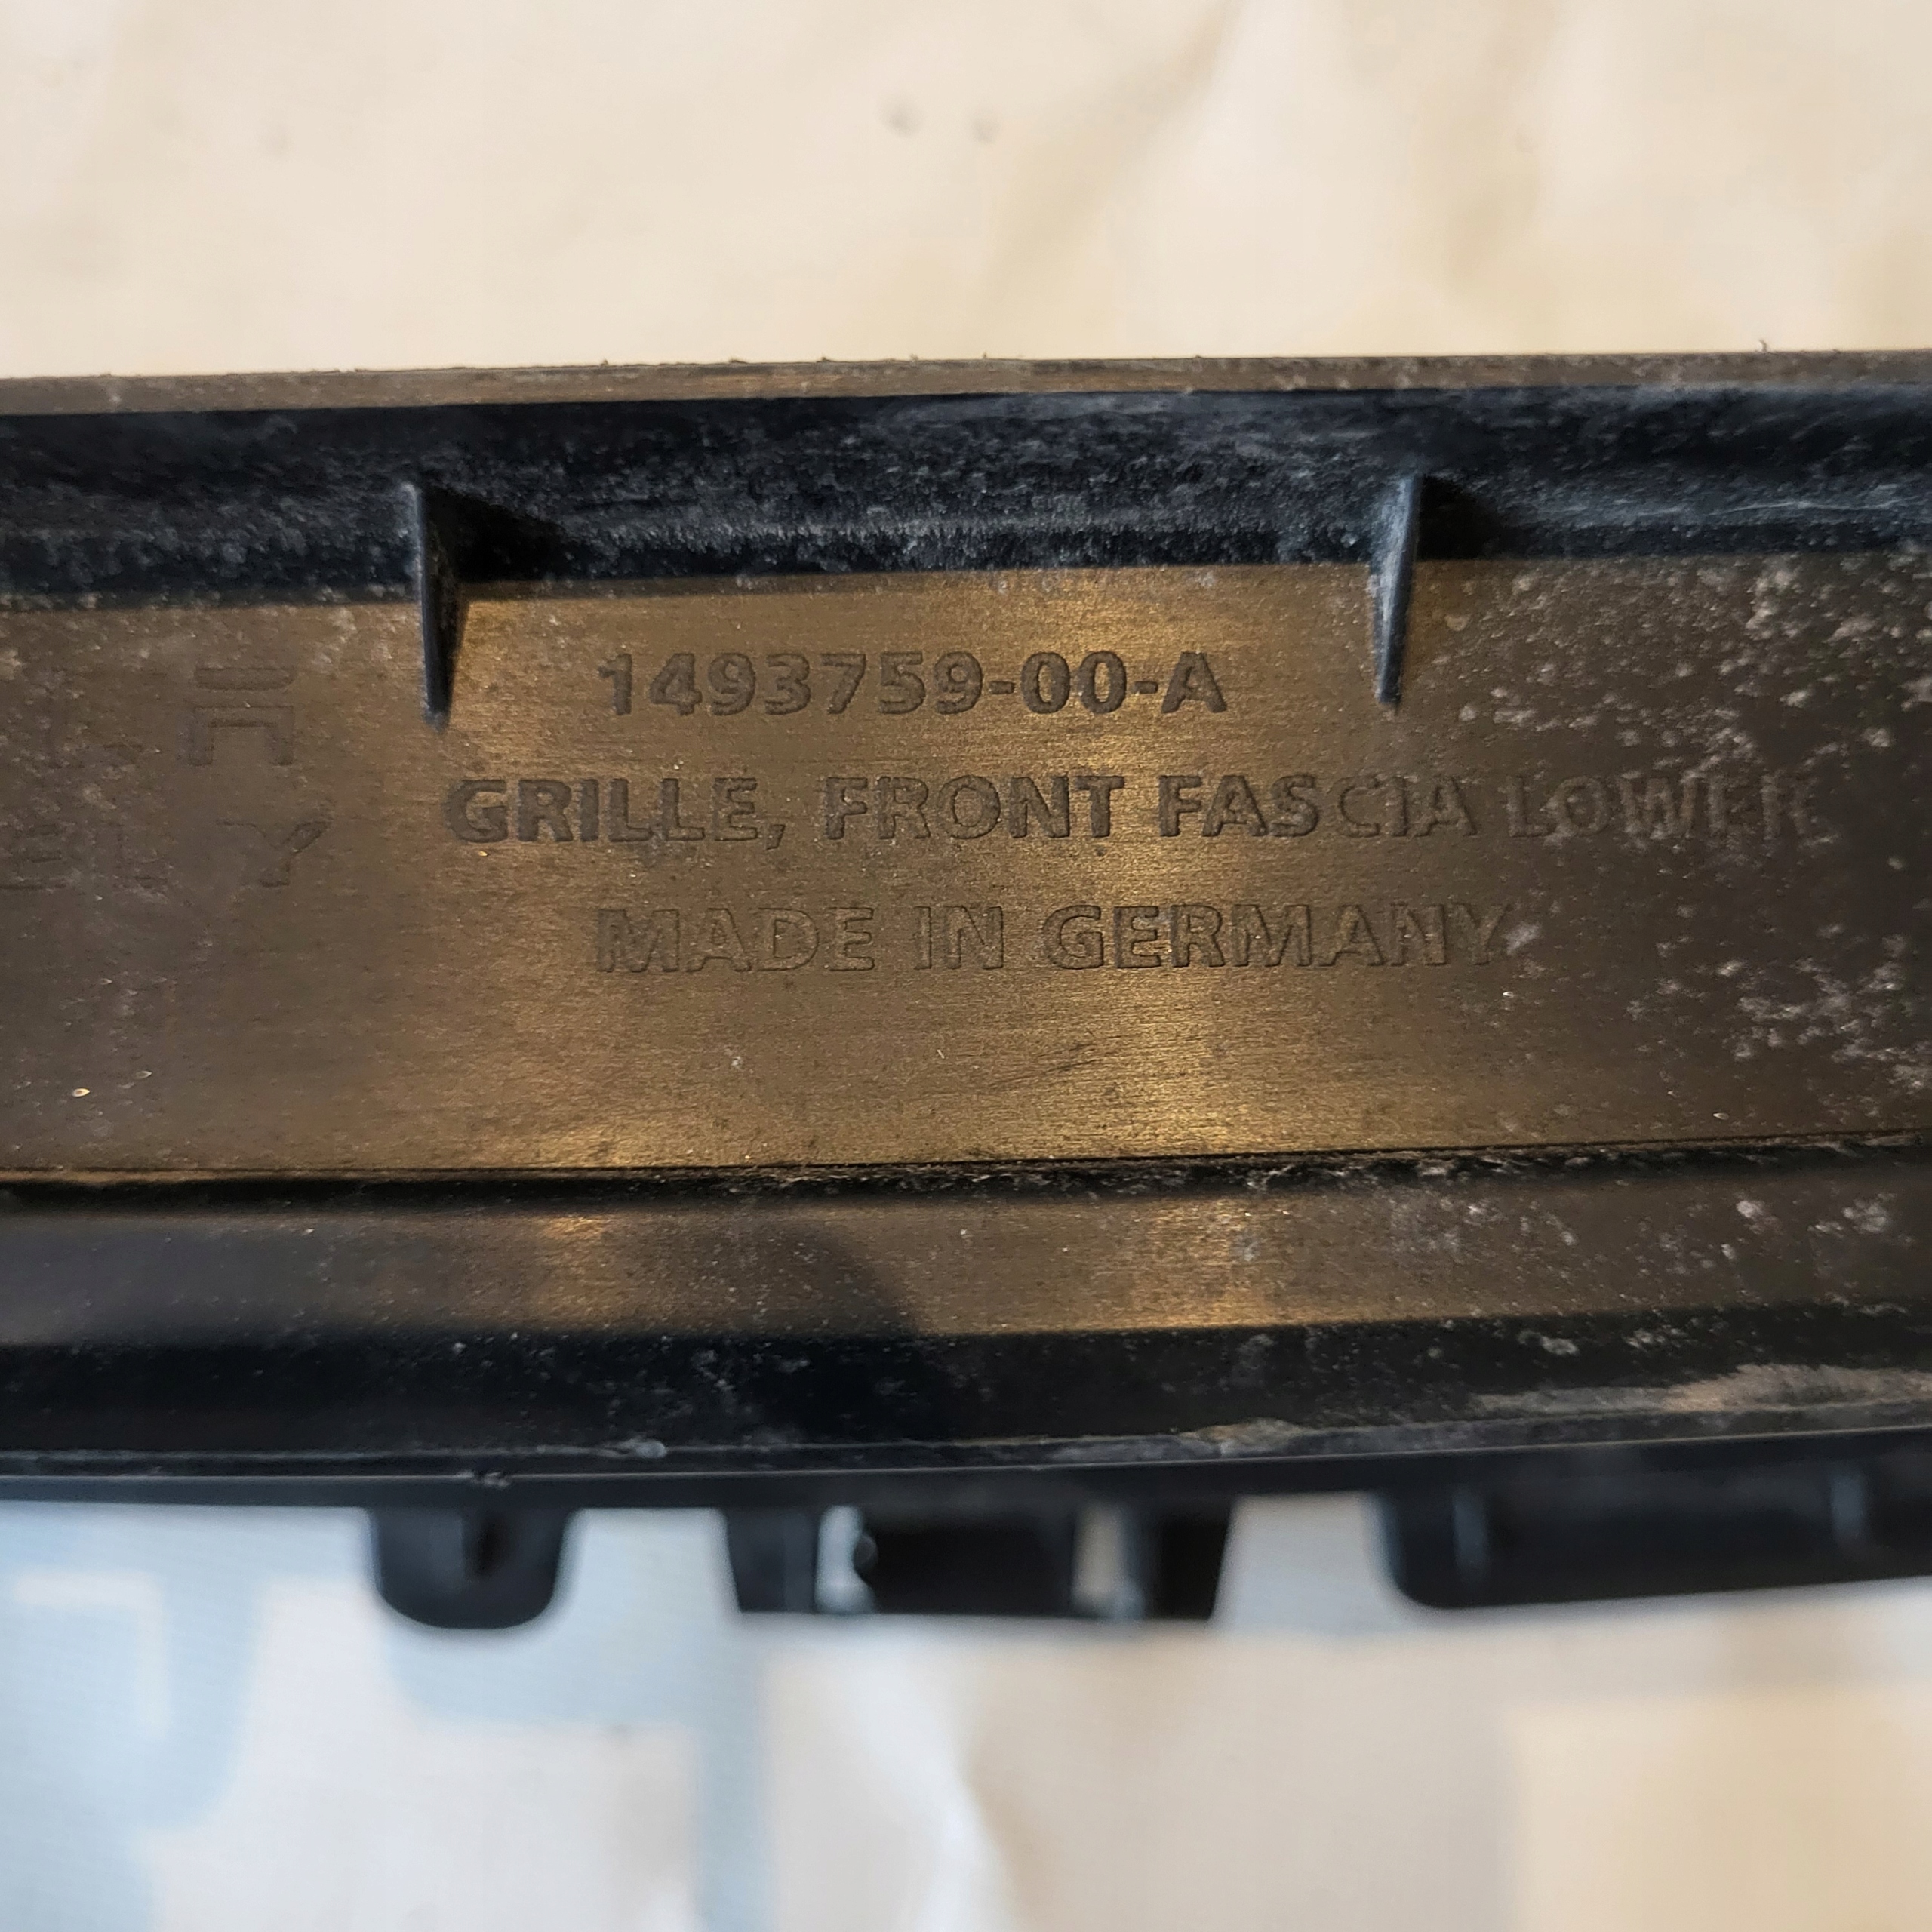 1493759-00-A
GRILLE, FRONT FASCIA LOWER
MADE IN GERMANY